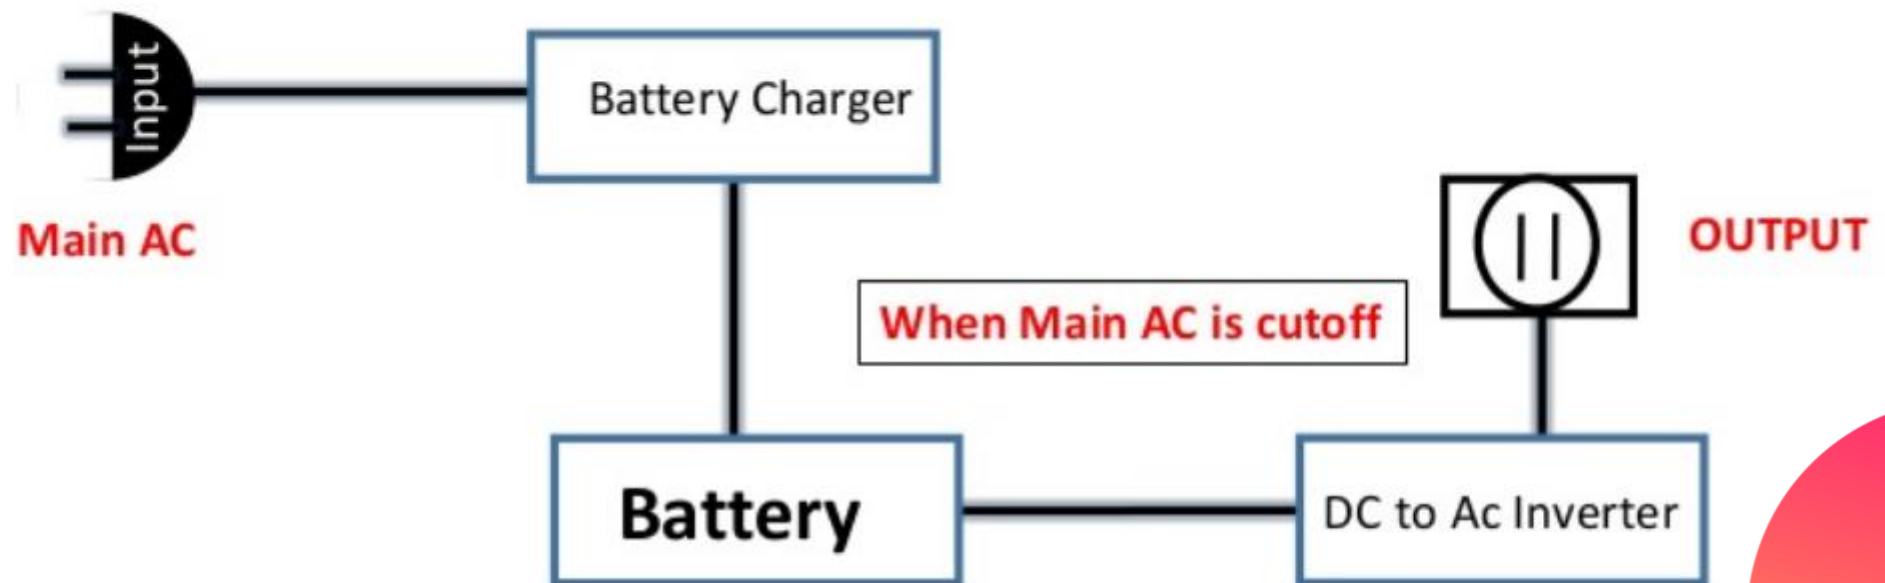 Input
Battery Charger
Main AC
OUTPUT
When Main AC is cutoff
Battery
DC to Ac Inverter